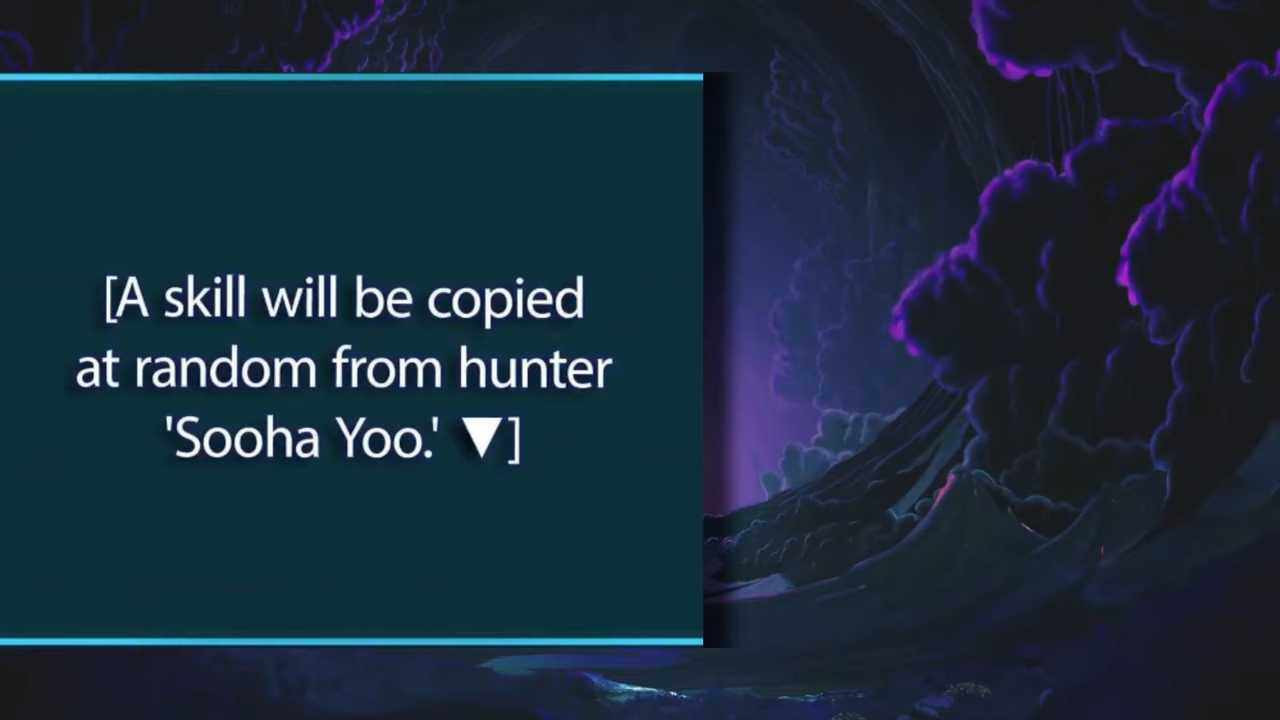 [A skill will be copied
at random from hunter
'Sooha Yoo.' ▼]